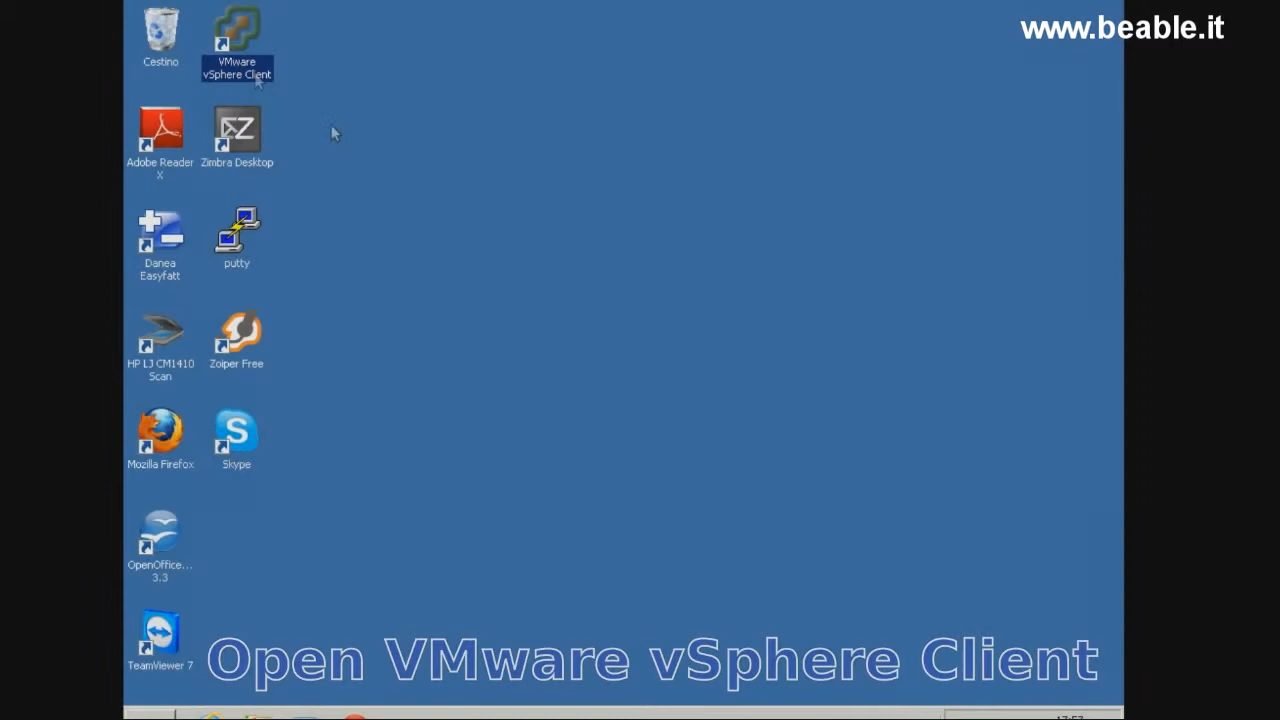 www.beable.it
Cestino
VMware
vSphere Client
Adobe Reader
X
Zimbra Desktop
Danea
Easyfatt
putty
HP LJ CM1410
Scan
Zoiper Free
Mozilla Firefox
Skype
OpenOffice...
3.3
TeamViewer 7
Open VMware vSphere Client